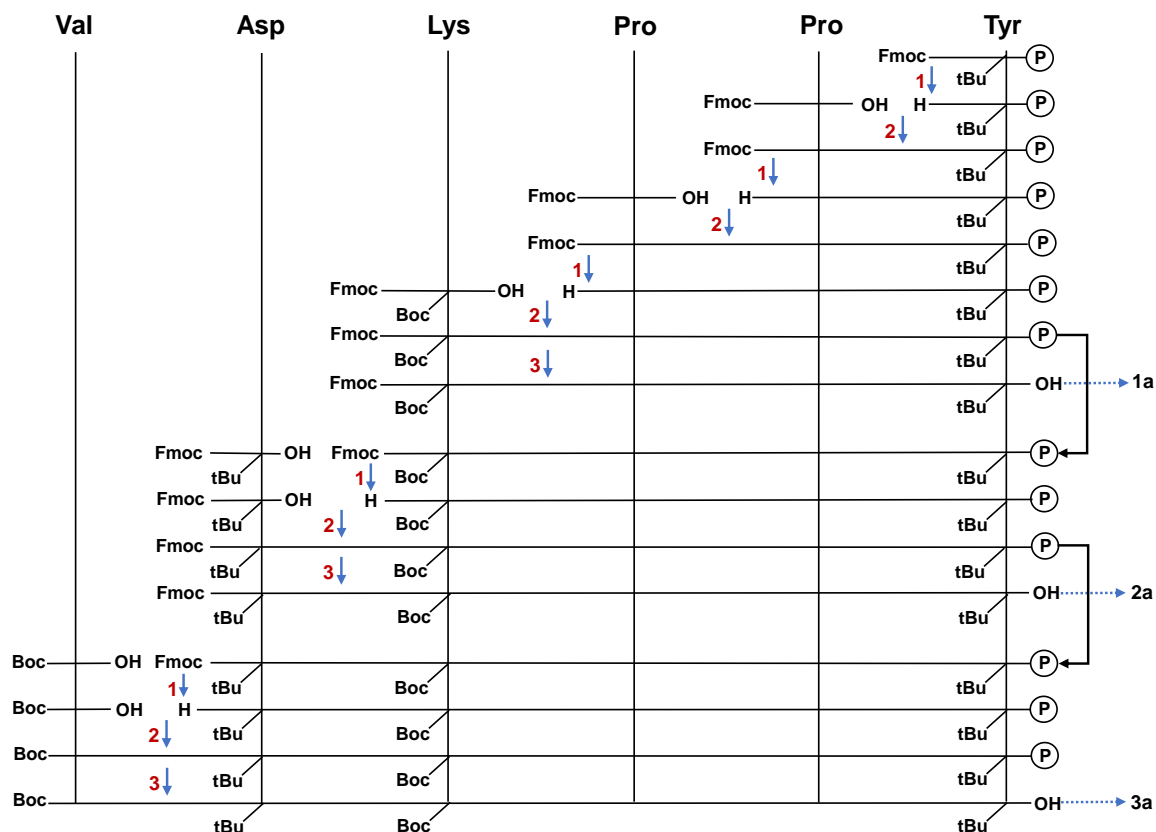 Val Asp Lys Pro Pro Tyr
Fmoc P
1 tBu
Fmoc OH H P
2 tBu
Fmoc P
1 tBu
Fmoc OH H P
2 tBu
Fmoc P
1 tBu
Fmoc OH H P
Boc 2 tBu
Fmoc P
Boc 3 tBu
Fmoc OH 1a
Boc tBu
Fmoc OH Fmoc P
tBu 1 Boc tBu
Fmoc OH H P
tBu 2 Boc tBu
Fmoc P
tBu 3 Boc tBu
Fmoc OH 2a
tBu Boc tBu
Boc OH Fmoc P
1 tBu Boc tBu
Boc OH H P
2 tBu Boc tBu
Boc P
3 tBu Boc tBu
Boc OH 3a
tBu Boc tBu